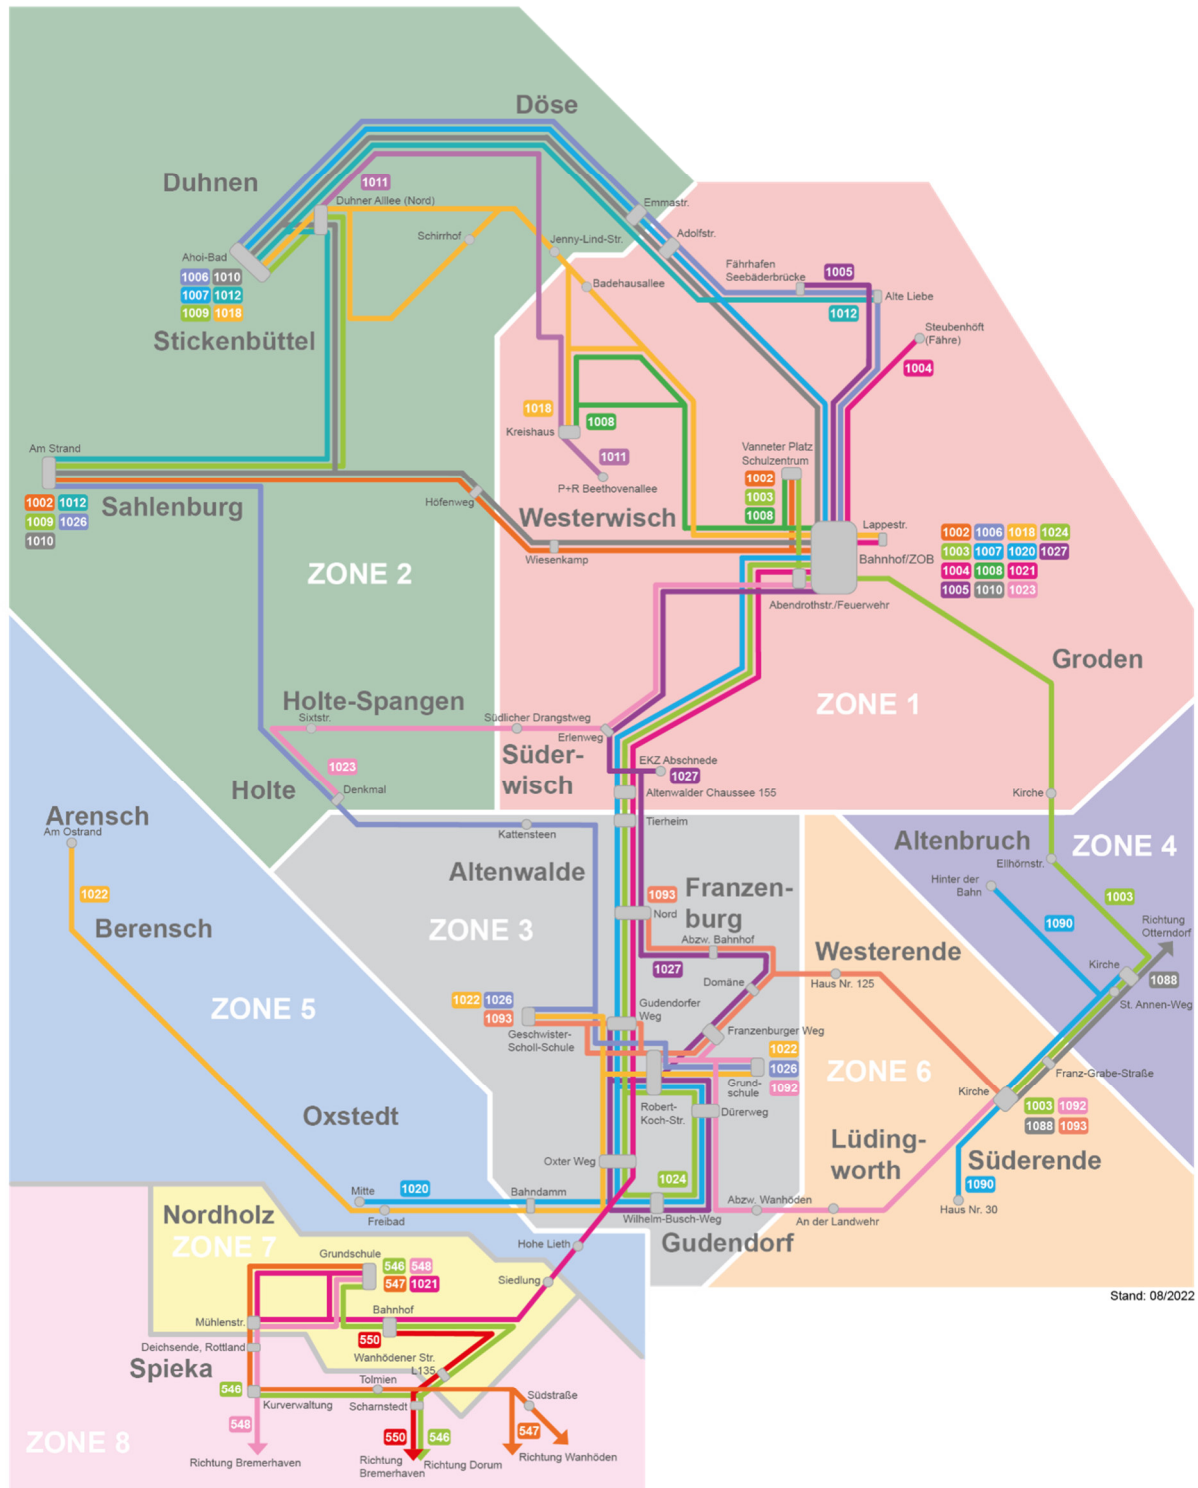 Döse
Emmastr.
Duhnen
1011
Duhner Alllee (Nord)
Schirrhof
Jenny-Lind-Str.
Adolfstr.
Ahoi-Bad
1006 1010
1007 1012
1009 1018
Stickenbüttel
Badehausallee
Fährhafen
Seebäderbrücke
1005
Alte Liebe
1012
Steubenhöft
(Fähre)
1004
1018
1008
Kreishaus
1011
P+R Beethovenallee
Vanneter Platz
Schulzentrum
1002
1003
1008
Am Strand
1002 1012
1009 1026
1010
Sahlenburg
Höfenweg
Westerwisch
Wiesenkamp
Lappestr.
Bahnhof/ZOB
1002 1006 1018 1024
1003 1007 1020 1027
1004 1008 1021
1005 1010 1023
Abendrothstr./Feuerwehr
ZONE 2
Groden
ZONE 1
Holte-Spangen
Sixtstr.
Südlicher Drangstweg
Erlenweg
Süder-
wisch
EKZ Abschnede
1027
1023
Holte
Denkmal
Altenwalder Chaussee 155
Kirche
Arensch
Am Ostrand
Kattensteen
Tierheim
Altenbruch
ZONE 4
Ellhörnstr.
Altenwalde
1022
Berensch
Franzen-
burg
1093
Nord
Hinter der
Bahn
1003
1090
Richtung
Otterndorf
ZONE 3
Abzw. Bahnhof
1027
Westerende
Haus Nr. 125
Kirche
1088
St. Annen-Weg
Domäne
ZONE 5
1022 1026
1093
Geschwister-
Scholl-Schule
Gudendorfer
Weg
Franzenburger Weg
1022
1026
1092
Grund-
schule
ZONE 6
Franz-Grabe-Straße
Kirche
1003 1092
1088 1093
Robert-
Koch-Str.
Dürerweg
Oxstedt
Lüding-
worth
Süderende
1090
Haus Nr. 30
Oxter Weg
1024
Mitte
1020
Freibad
Bahndamm
Wilhelm-Busch-Weg
Abzw. Wanhöden
An der Landwehr
Gudendorf
Nordholz
ZONE 7
Hohe Lieth
Grundschule
546 548
547 1021
Siedlung
Stand: 08/2022
Mühlenstr.
Bahnhof
550
Deichsende, Rottland
Wanhödener Str.
L135
Spieka
546
Tolmien
Kurverwaltung
Scharnstedt
Südstraße
548
550
546
547
ZONE 8
Richtung Bremerhaven
Richtung
Bremerhaven
Richtung Dorum
Richtung Wanhöden